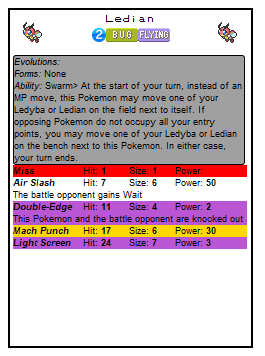 Ledian
2 BUG FLYING
Evolutions:
Forms: None
Ability: Swarm> At the start of your turn, instead of an
MP move, this Pokemon may move one of your
Ledyba or Ledian on the field next to itself. If
opposing Pokemon do not occupy all your entry
points, you may move one of your Ledyba or Ledian
on the bench next to this Pokemon. In either case,
your turn ends.
Miss Hit: 1 Size: 1 Power:
Air Slash Hit: 7 Size: 6 Power: 50
The battle opponent gains Wait
Double-Edge Hit: 11 Size: 4 Power: 2
This Pokemon and the battle opponent are knocked out
Mach Punch Hit: 17 Size: 6 Power: 30
Light Screen Hit: 24 Size: 7 Power: 3